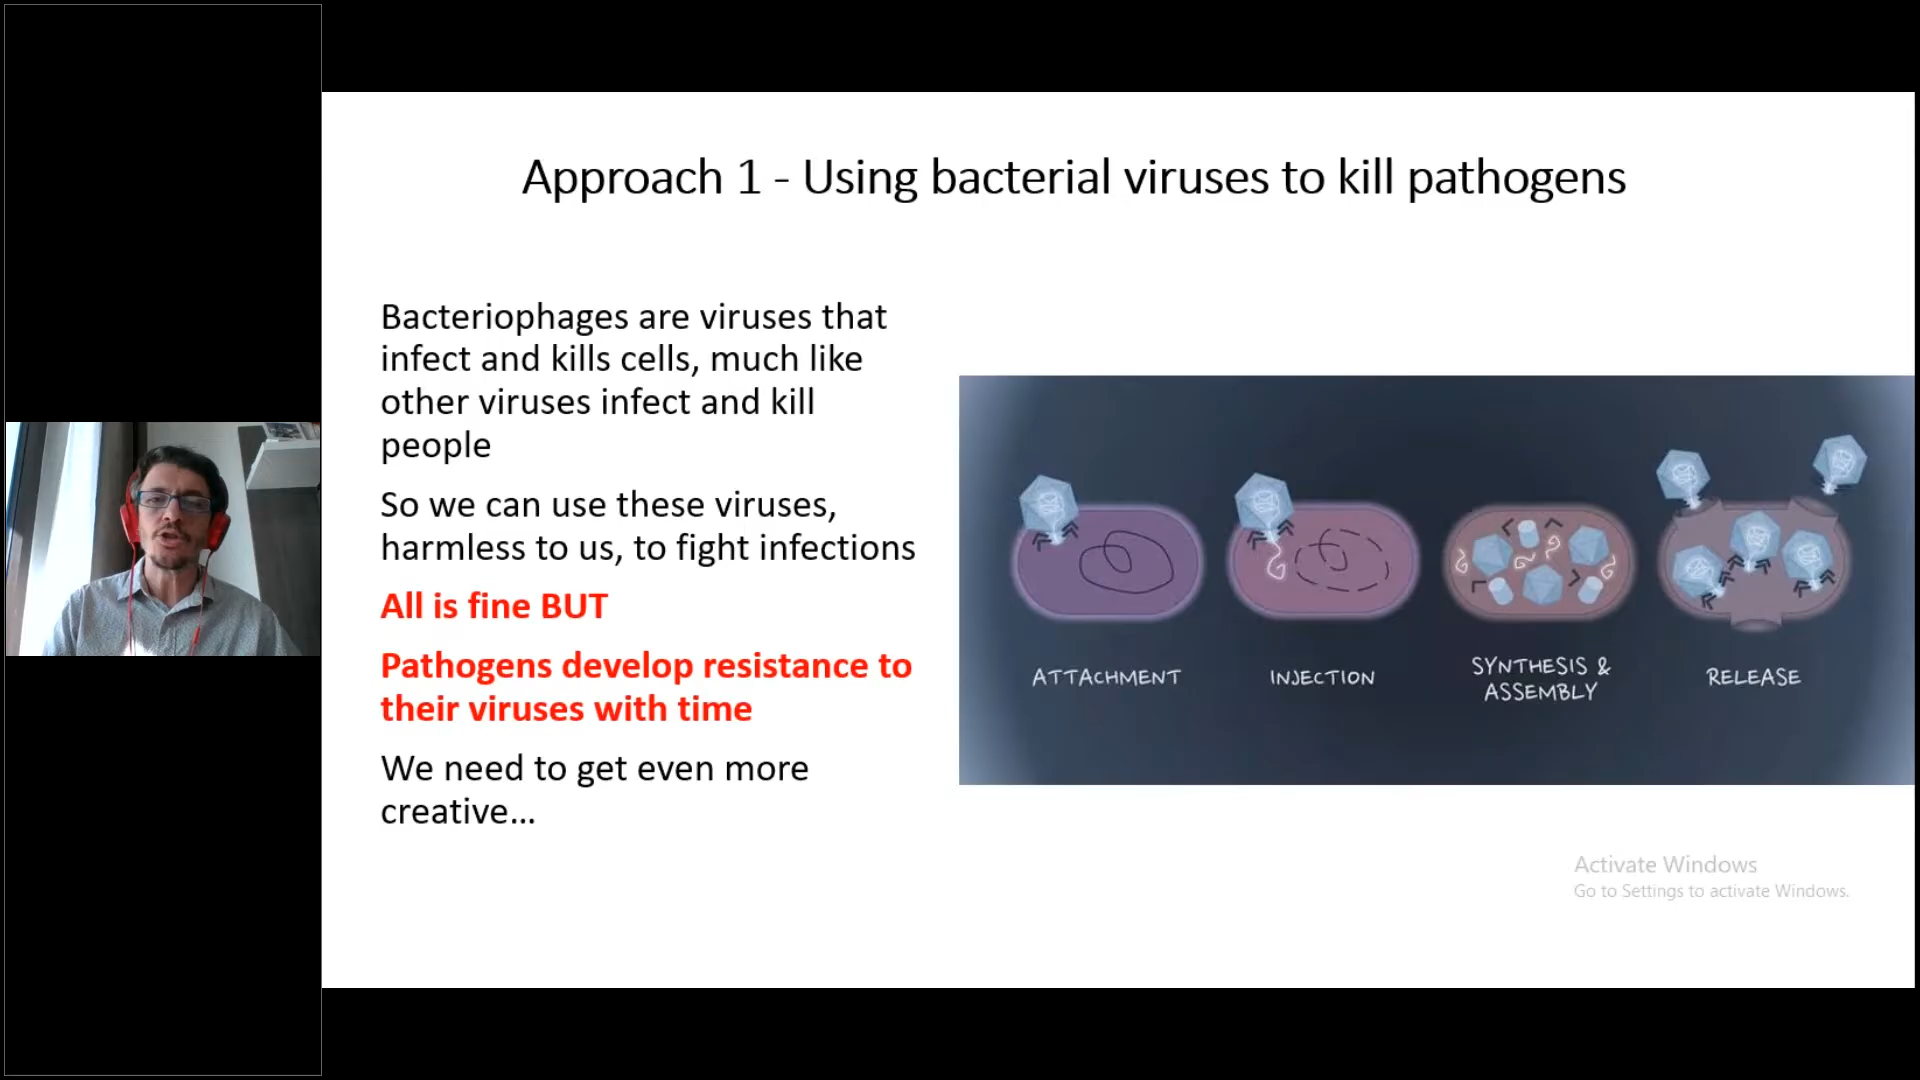 Approach 1 - Using bacterial viruses to kill pathogens
Bacteriophages are viruses that
infect and kills cells, much like
other viruses infect and kill
people
So we can use these viruses,
harmless to us, to fight infections
All is fine BUT
Pathogens develop resistance to
their viruses with time
We need to get even more
creative...
ATTACHMENT
INJECTION
SYNTHESIS &
ASSEMBLY
RELEASE
Activate Windows
Go to Settings to activate Windows.